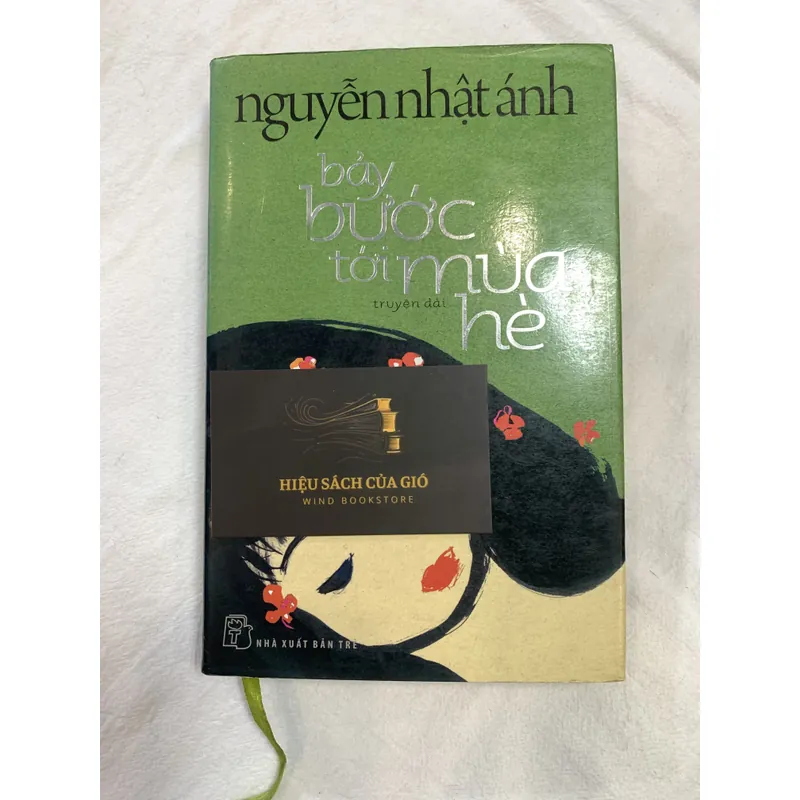 nguyễn nhật ánh
bảy
bước
tới mùa
truyện dài
hè
HIỆU SÁCH CỦA GIÓ
WIND BOOKSTORE
NHÀ XUẤT BẢN TRẺ